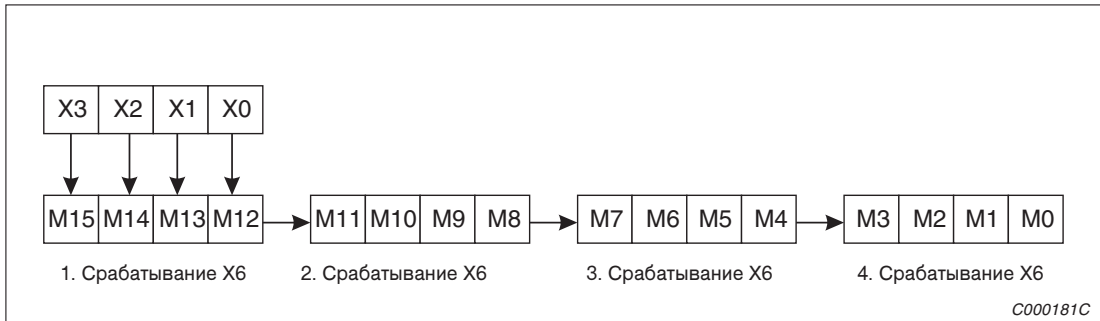 X3 X2 X1 X0
M15 M14 M13 M12 M11 M10 M9 M8 M7 M6 M5 M4 M3 M2 M1 M0
1. Срабатывание X6 2. Срабатывание X6 3. Срабатывание X6 4. Срабатывание X6
C000181C